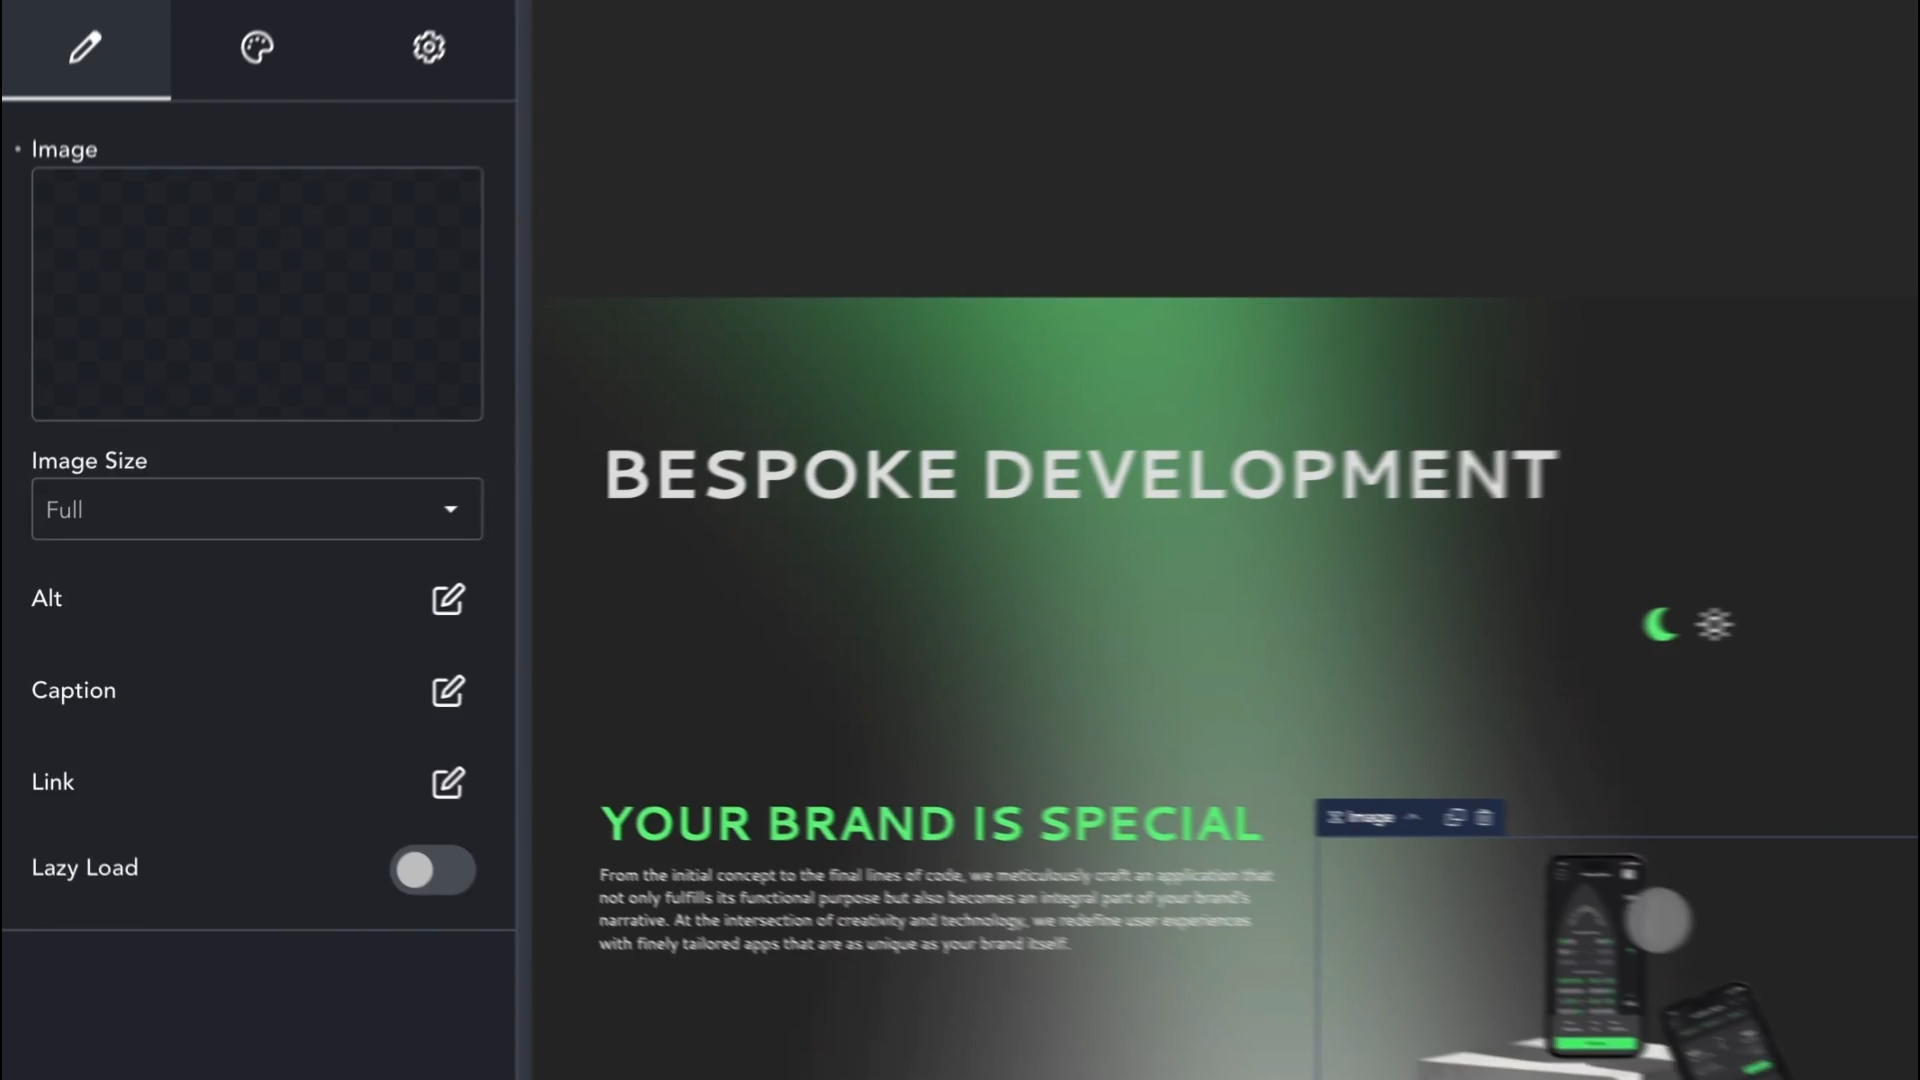 Image
Image Size
Full
Alt
Caption
Link
Lazy Load
BESPOKE DEVELOPMENT
YOUR BRAND IS SPECIAL
From the initial concept to the final lines of code, we meticulously craft an application that
not only fulfills its functional purpose but also becomes an integral part of your brand's
narrative. At the intersection of creativity and technology, we redefine user experiences
with finely tailored apps that are as unique as your brand itself.
Image